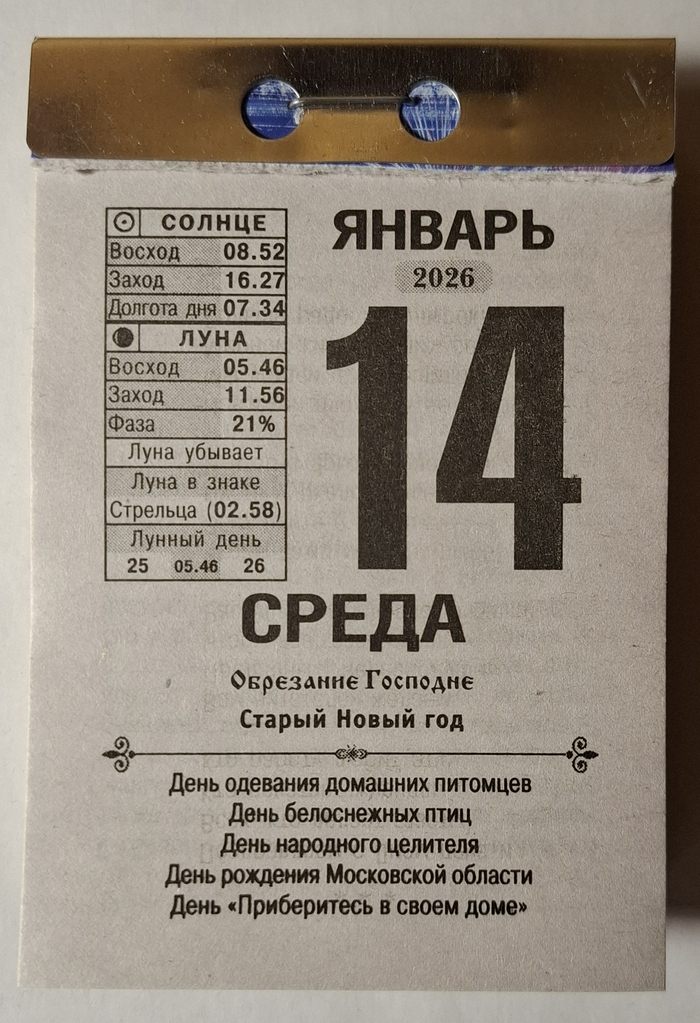 СОЛНЦЕ
Восход 08.52
Заход 16.27
Долгота дня 07.34
ЛУНА
Восход 05.46
Заход 11.56
Фаза 21%
Луна убывает
Луна в знаке
Стрельца (02.58)
Лунный день
25 05.46 26
ЯНВАРЬ
2026
14
СРЕДА
Обрезание Господне
Старый Новый год
День одевания домашних питомцев
День белоснежных птиц
День народного целителя
День рождения Московской области
День «Приберитесь в своем доме»